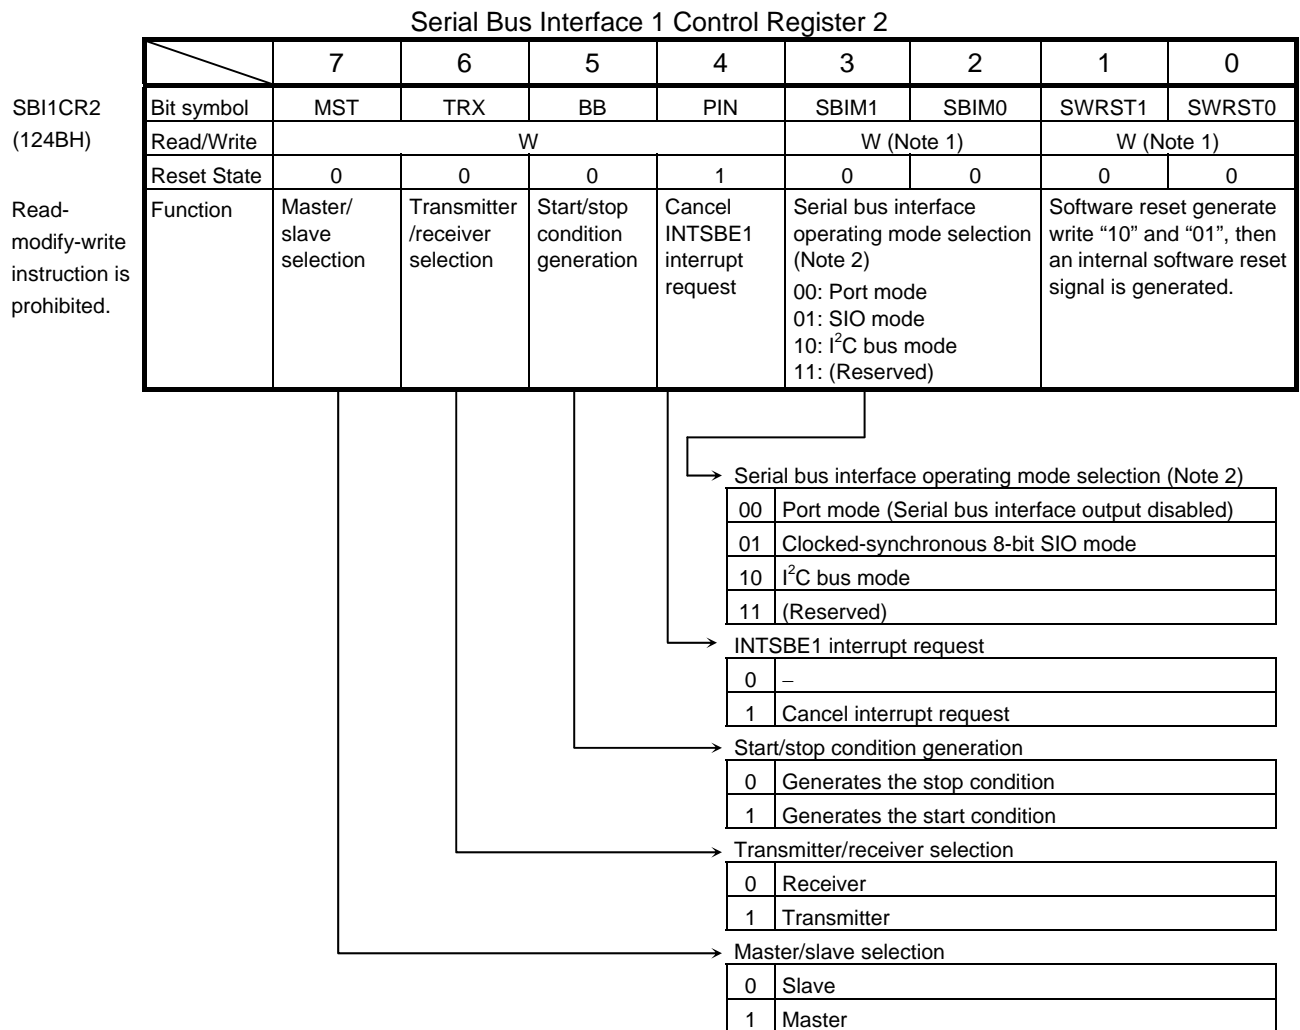 Serial Bus Interface 1 Control Register 2
7 6 5 4 3 2 1 0
SBI1CR2
(124BH)
Bit symbol MST TRX BB PIN SBIM1 SBIM0 SWRST1 SWRST0
Read/Write W W (Note 1) W (Note 1)
Reset State 0 0 0 1 0 0 0 0
Read-
modify-write
instruction is
prohibited.
Function
Master/
slave
selection
Transmitter
/receiver
selection
Start/stop
condition
generation
Cancel
INTSBE1
interrupt
request
Serial bus interface
operating mode selection
(Note 2)
00: Port mode
01: SIO mode
10: I²C bus mode
11: (Reserved)
Software reset generate
write “10” and “01”, then
an internal software reset
signal is generated.
Serial bus interface operating mode selection (Note 2)
00 Port mode (Serial bus interface output disabled)
01 Clocked-synchronous 8-bit SIO mode
10 I²C bus mode
11 (Reserved)
INTSBE1 interrupt request
0 –
1 Cancel interrupt request
Start/stop condition generation
0 Generates the stop condition
1 Generates the start condition
Transmitter/receiver selection
0 Receiver
1 Transmitter
Master/slave selection
0 Slave
1 Master